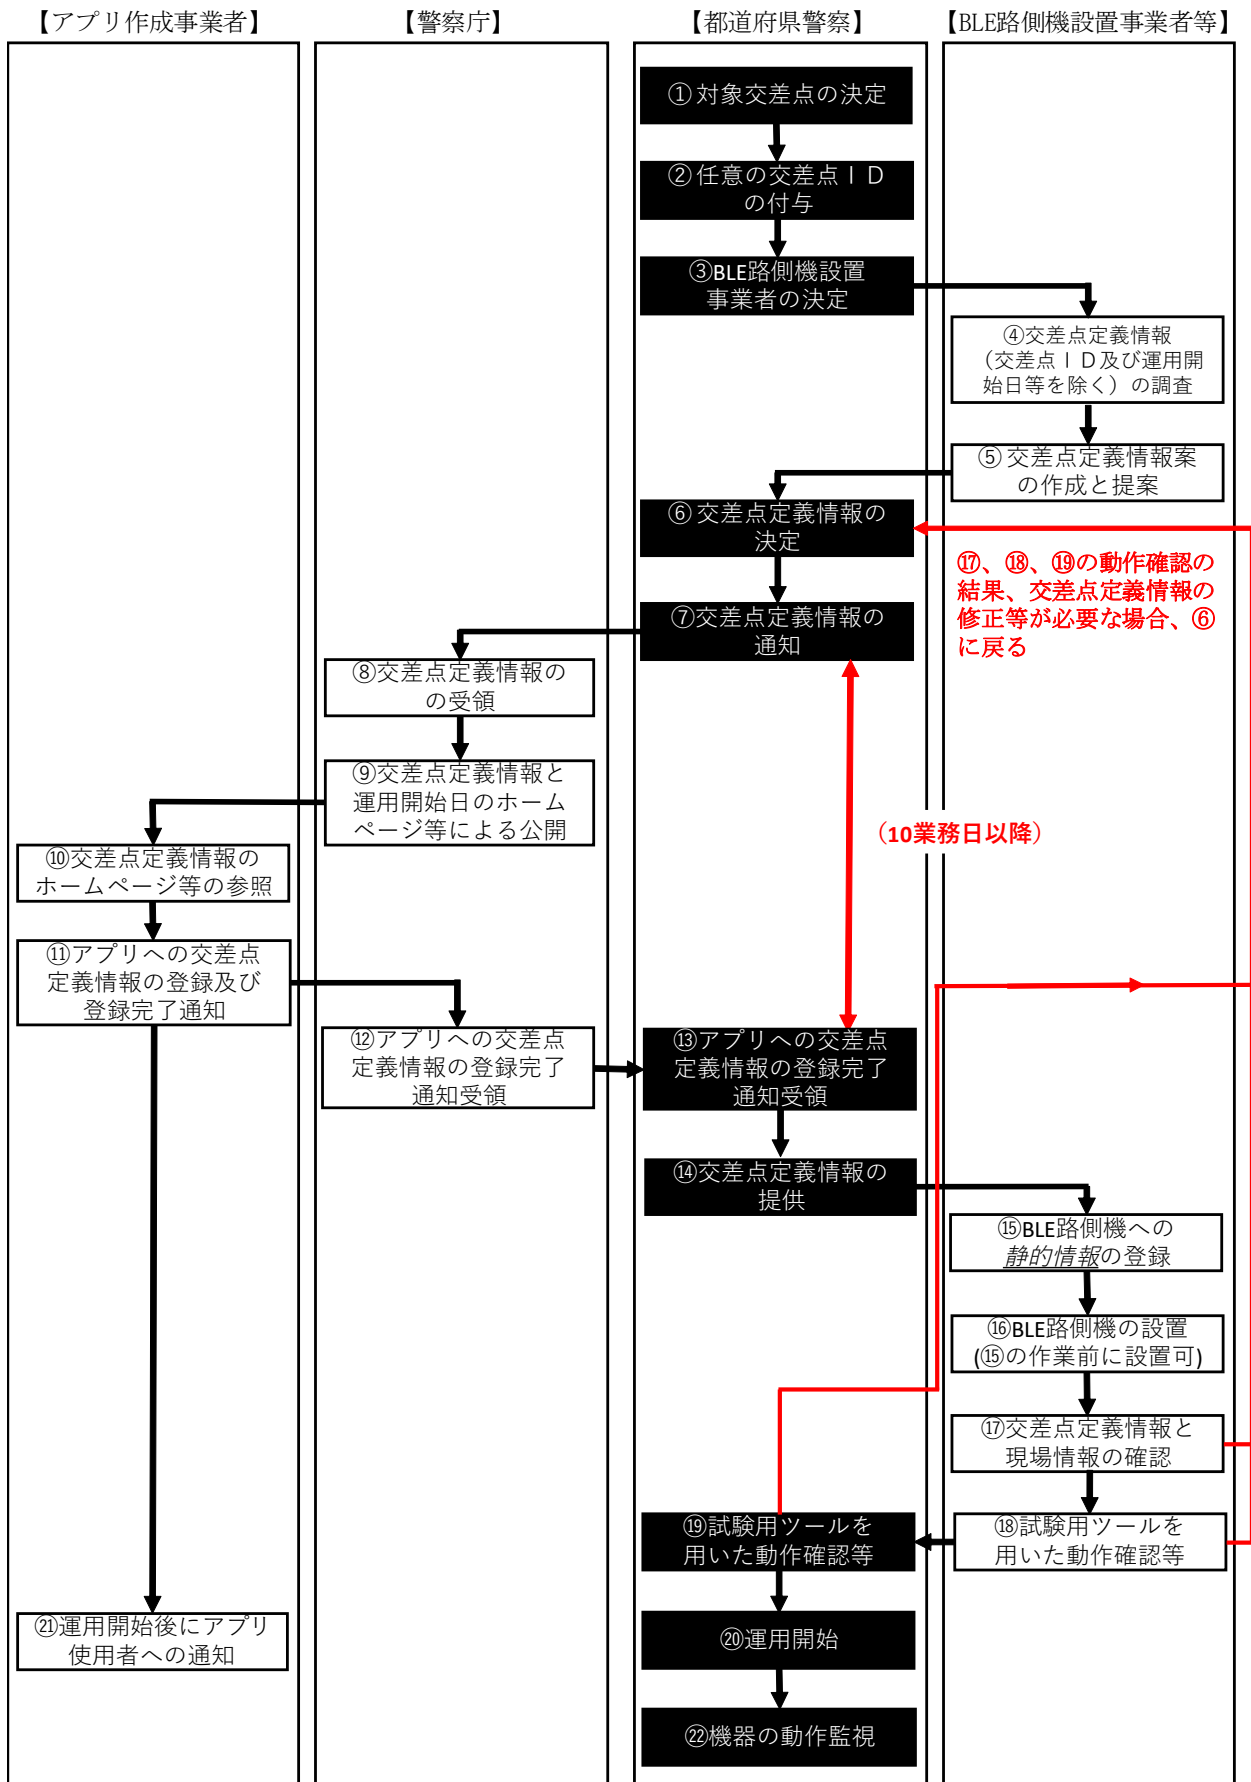 【アプリ作成事業者】
【警察庁】
【都道府県警察】
【BLE路側機設置事業者等】
①対象交差点の決定
②任意の交差点ＩＤ
の付与
③BLE路側機設置
事業者の決定
④交差点定義情報
（交差点ＩＤ及び運用開
始日等を除く）の調査
⑤交差点定義情報案
の作成と提案
⑥交差点定義情報の
決定
⑰、⑱、⑲の動作確認の
結果、交差点定義情報の
修正等が必要な場合、⑥
に戻る
⑦交差点定義情報の
通知
⑧交差点定義情報の
の受領
⑨交差点定義情報と
運用開始日のホーム
ページ等による公開
（10業務日以降）
⑩交差点定義情報の
ホームページ等の参照
⑪アプリへの交差点
定義情報の登録及び
登録完了通知
⑫アプリへの交差点
定義情報の登録完了
通知受領
⑬アプリへの交差点
定義情報の登録完了
通知受領
⑭交差点定義情報の
提供
⑮BLE路側機への
静的情報の登録
⑯BLE路側機の設置
(⑮の作業前に設置可)
⑰交差点定義情報と
現場情報の確認
⑱試験用ツールを
用いた動作確認等
⑲試験用ツールを
用いた動作確認等
⑳運用開始
㉑運用開始後にアプリ
使用者への通知
㉒機器の動作監視